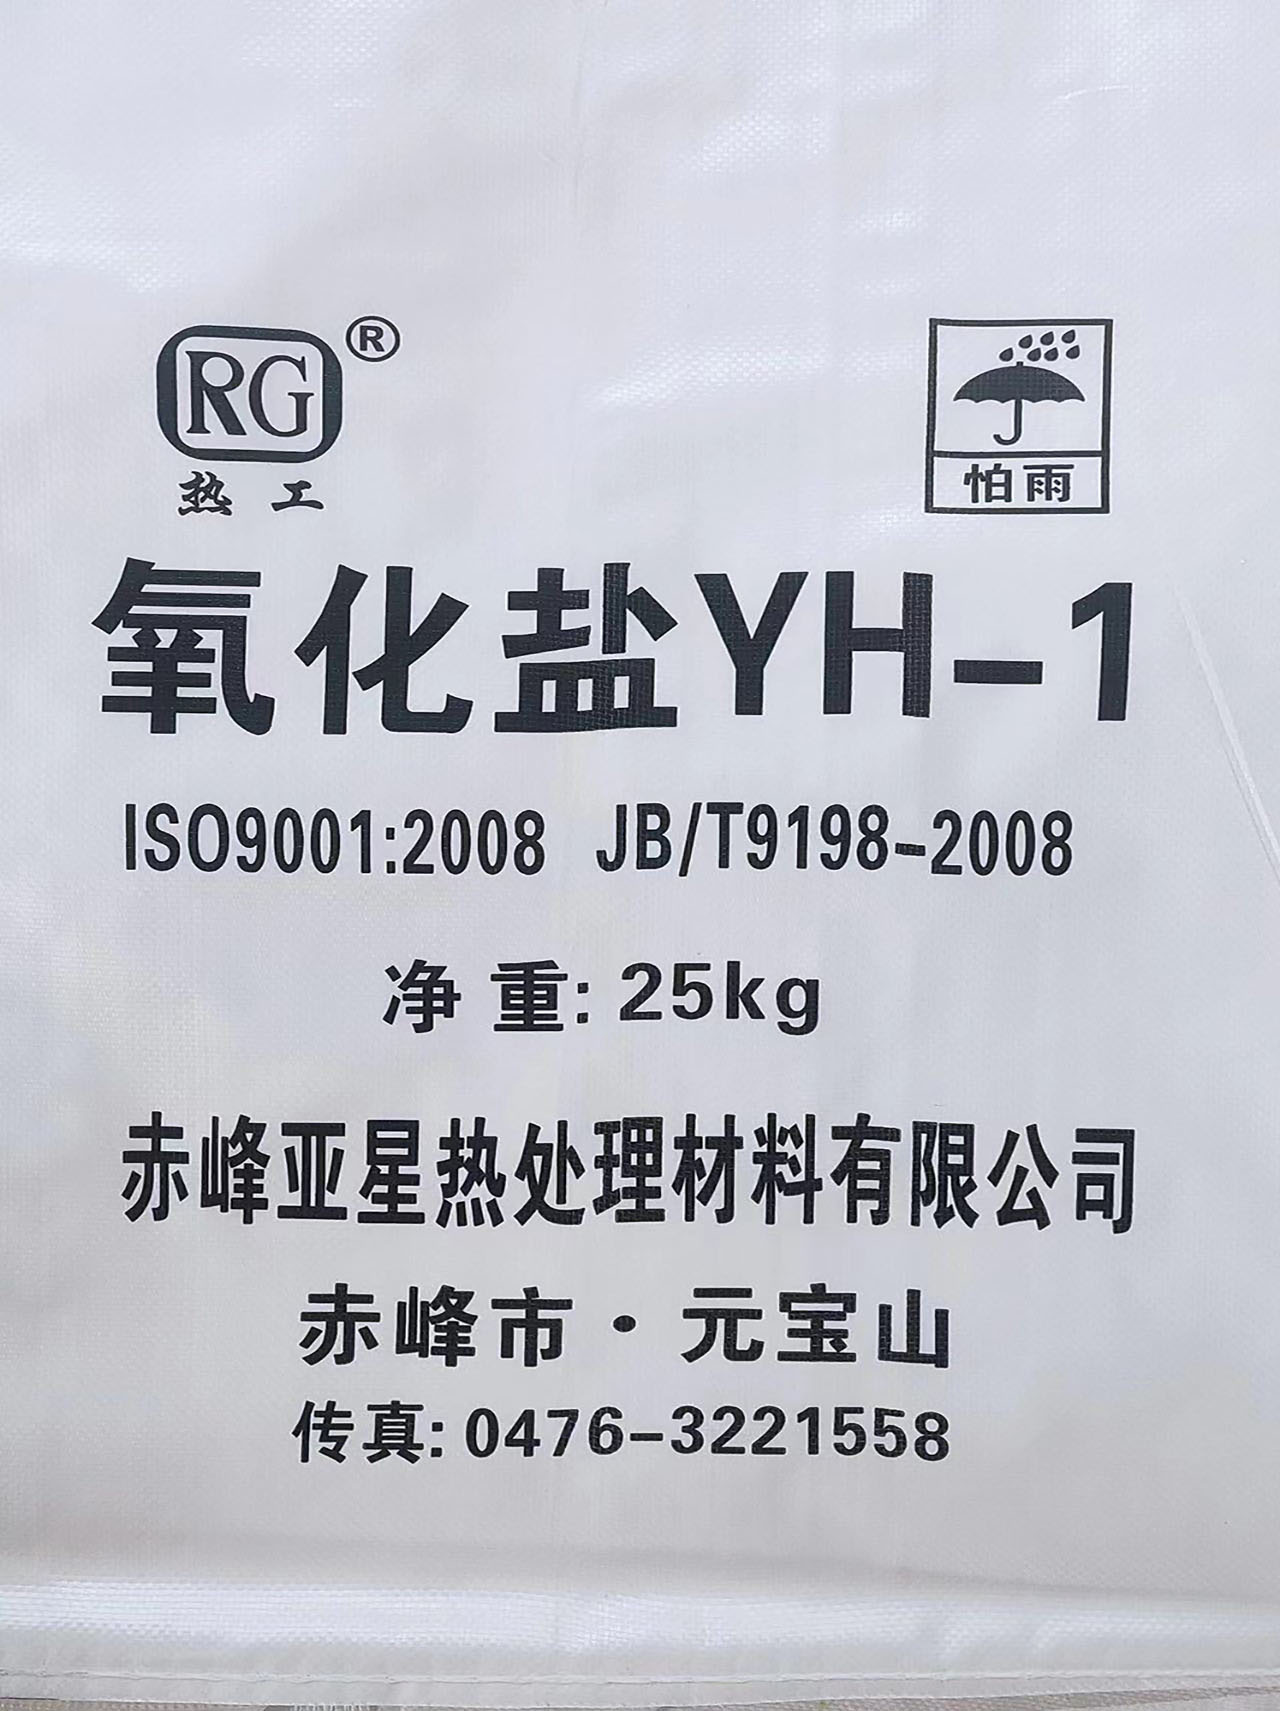 RG®
热工
怕雨
氧化盐YH-1
ISO9001:2008 JB/T9198-2008
净重: 25kg
赤峰亚星热处理材料有限公司
赤峰市·元宝山
传真: 0476-3221558